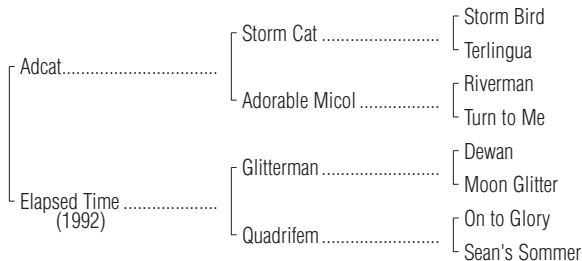 Storm Bird
Storm Cat ..........................
Terlingua
Adcat.................................
Riverman
Adorable Micol .................
Turn to Me
Dewan
Glitterman .........................
Moon Glitter
Elapsed Time ....................
(1992)
On to Glory
Quadrifem .........................
Sean's Sommer